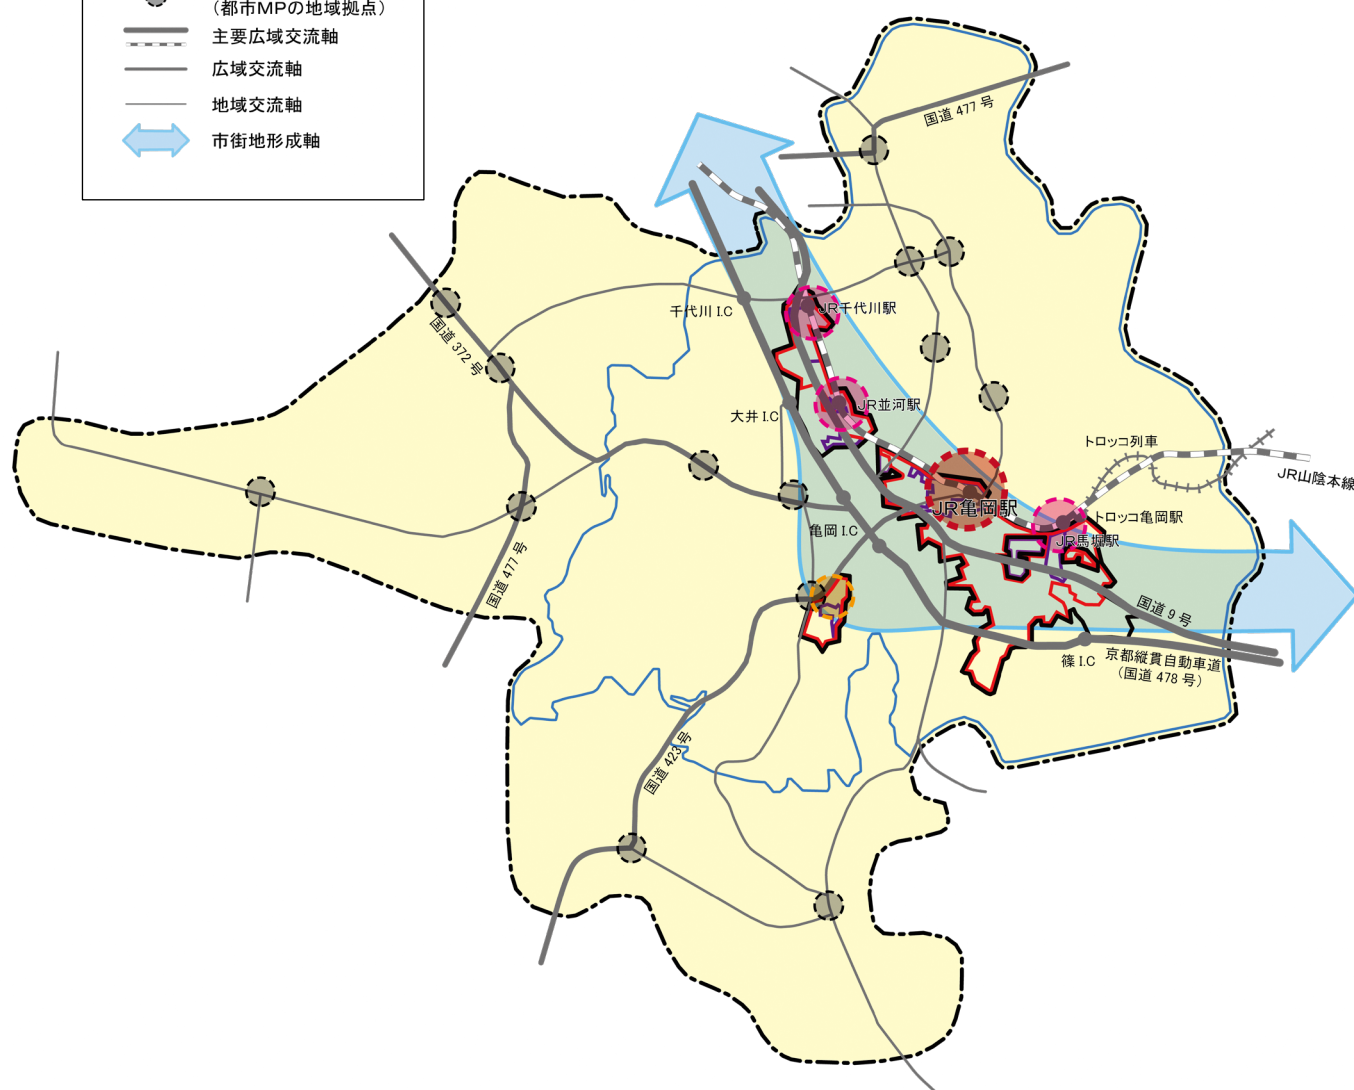 （都市MPの地域拠点）
主要広域交流軸
広域交流軸
地域交流軸
市街地形成軸
国道 477 号
千代川 I.C
JR千代川駅
国道 372 号
大井 I.C
JR並河駅
トロッコ列車
JR山陰本線
JR亀岡駅
トロッコ亀岡駅
亀岡 I.C
JR馬堀駅
国道 477 号
国道 9 号
篠 I.C
京都縦貫自動車道
（国道 478 号）
国道 423 号